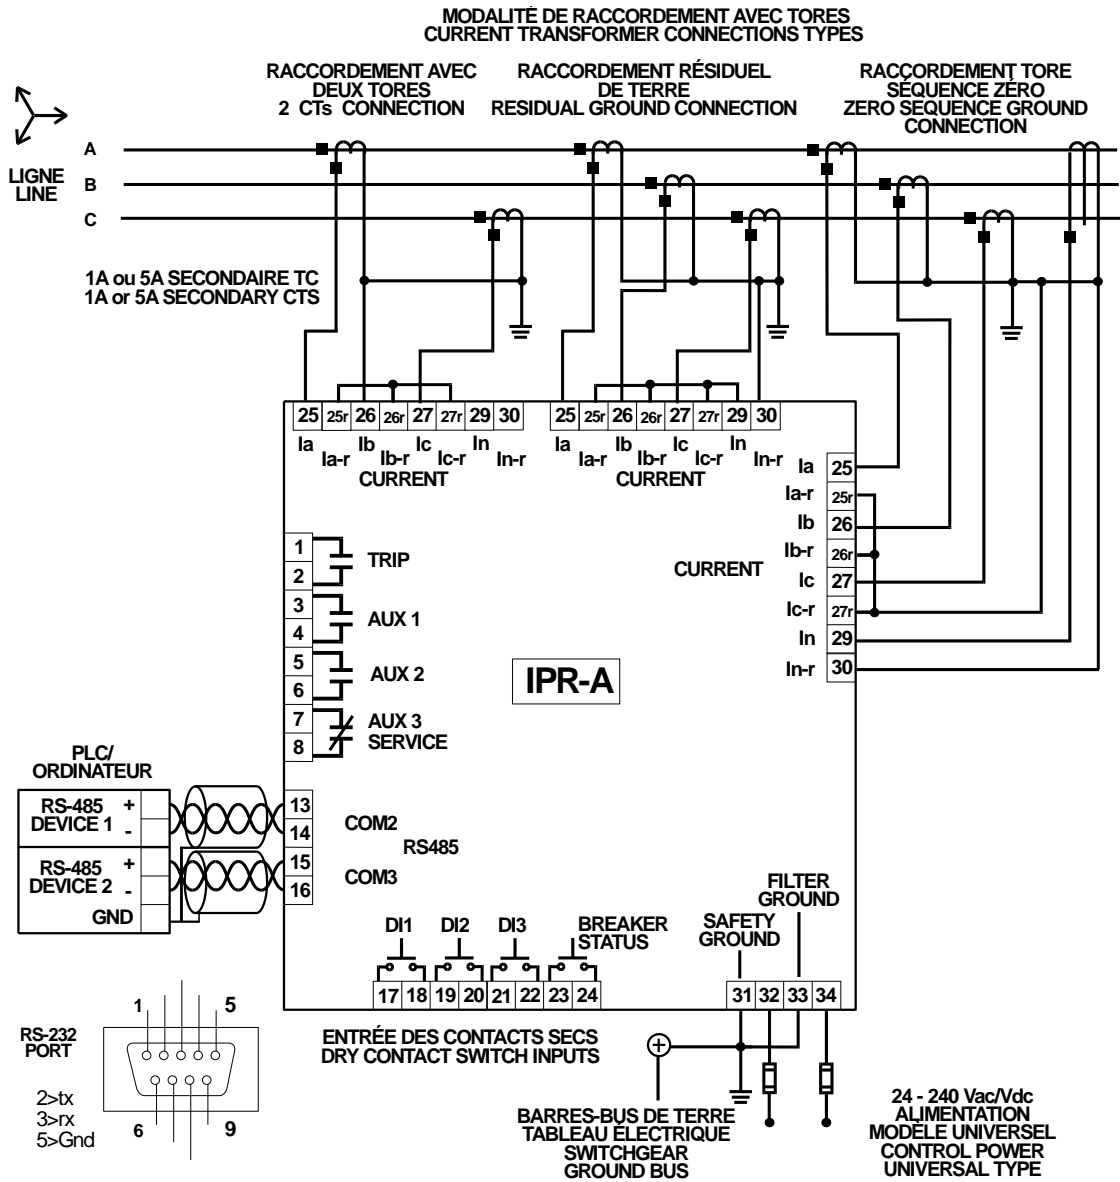 MODALITÉ DE RACCORDEMENT AVEC TORES
CURRENT TRANSFORMER CONNECTIONS TYPES
RACCORDEMENT AVEC
DEUX TORES
2 CTs CONNECTION
RACCORDEMENT RÉSIDUEL
DE TERRE
RESIDUAL GROUND CONNECTION
RACCORDEMENT TORE
SÉQUENCE ZÉRO
ZERO SEQUENCE GROUND
CONNECTION
LIGNE
LINE
A
B
C
1A ou 5A SECONDAIRE TC
1A or 5A SECONDARY CTS
25 25r 26 26r 27 27r 29 30
Ia Ia-r Ib Ib-r Ic Ic-r In In-r
CURRENT
25 25r 26 26r 27 27r 29 30
Ia Ia-r Ib Ib-r Ic Ic-r In In-r
CURRENT
Ia 25
Ia-r 25r
Ib 26
Ib-r 26r
Ic 27
Ic-r 27r
In 29
In-r 30
CURRENT
1
2
TRIP
3
4
AUX 1
5
6
AUX 2
7
8
AUX 3
SERVICE
IPR-A
PLC/
ORDINATEUR
RS-485
DEVICE 1
+
-
RS-485
DEVICE 2
+
-
GND
13
14
15
16
COM2
RS485
COM3
DI1 DI2 DI3
BREAKER
STATUS
17 18 19 20 21 22 23 24
ENTRÉE DES CONTACTS SECS
DRY CONTACT SWITCH INPUTS
SAFETY
GROUND
FILTER
GROUND
31 32 33 34
+
BARRES-BUS DE TERRE
TABLEAU ÉLECTRIQUE
SWITCHGEAR
GROUND BUS
24 - 240 Vac/Vdc
ALIMENTATION
MODÈLE UNIVERSEL
CONTROL POWER
UNIVERSAL TYPE
RS-232
PORT
1 5
6 9
2>tx
3>rx
5>Gnd